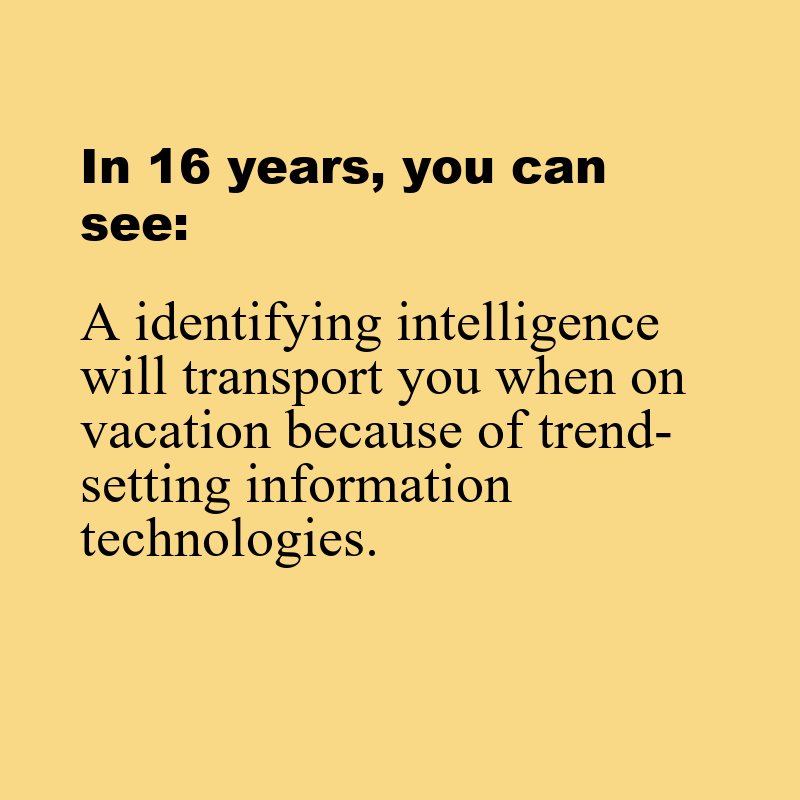 In 16 years, you can
see:
A identifying intelligence
will transport you when on
vacation because of trend-
setting information
technologies.